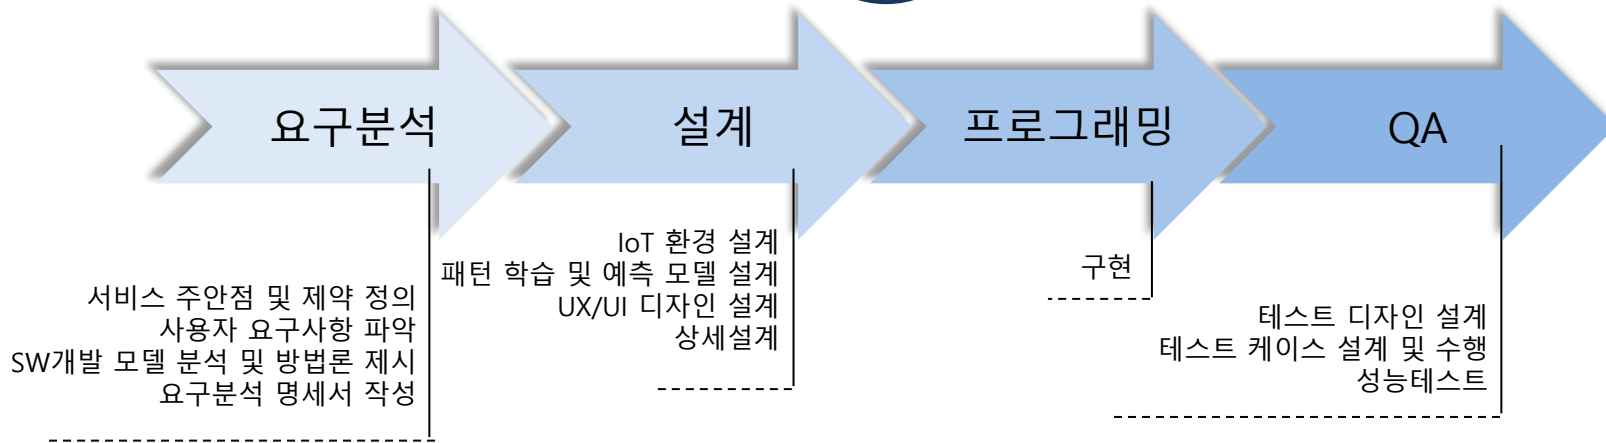 요구분석
설계
프로그래밍
QA
서비스 주안점 및 제약 정의
사용자 요구사항 파악
SW개발 모델 분석 및 방법론 제시
요구분석 명세서 작성
IoT 환경 설계
패턴 학습 및 예측 모델 설계
UX/UI 디자인 설계
상세설계
구현
테스트 디자인 설계
테스트 케이스 설계 및 수행
성능테스트